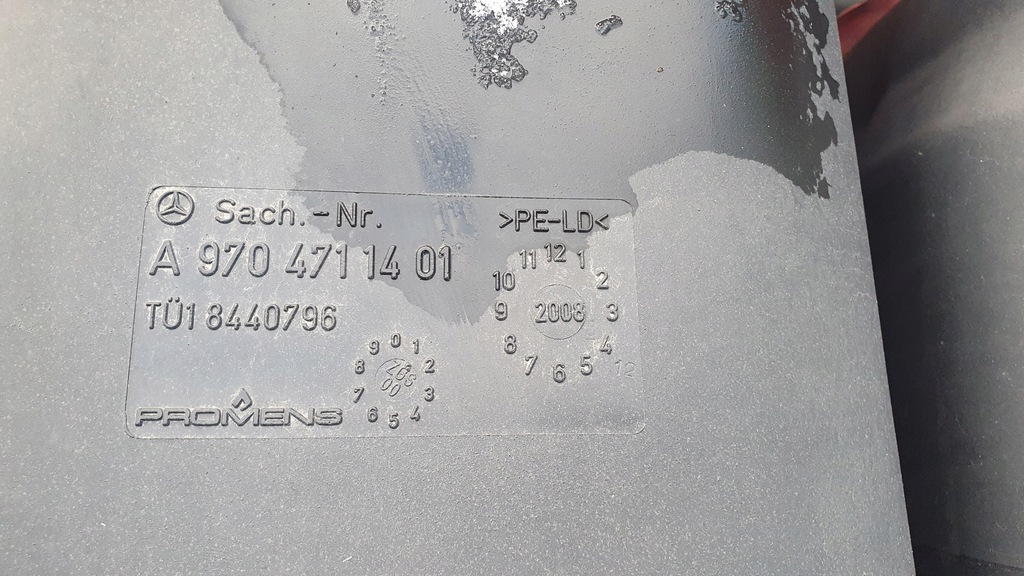 Sach.-Nr.
>PE-LD<
A 970 471 14 01
TÜ1 8440796
11 12 1
10 2
9 2008 3
8 4
7 6 5 12
9 0 1
8 2
7 3
6 5 4
PROMENS